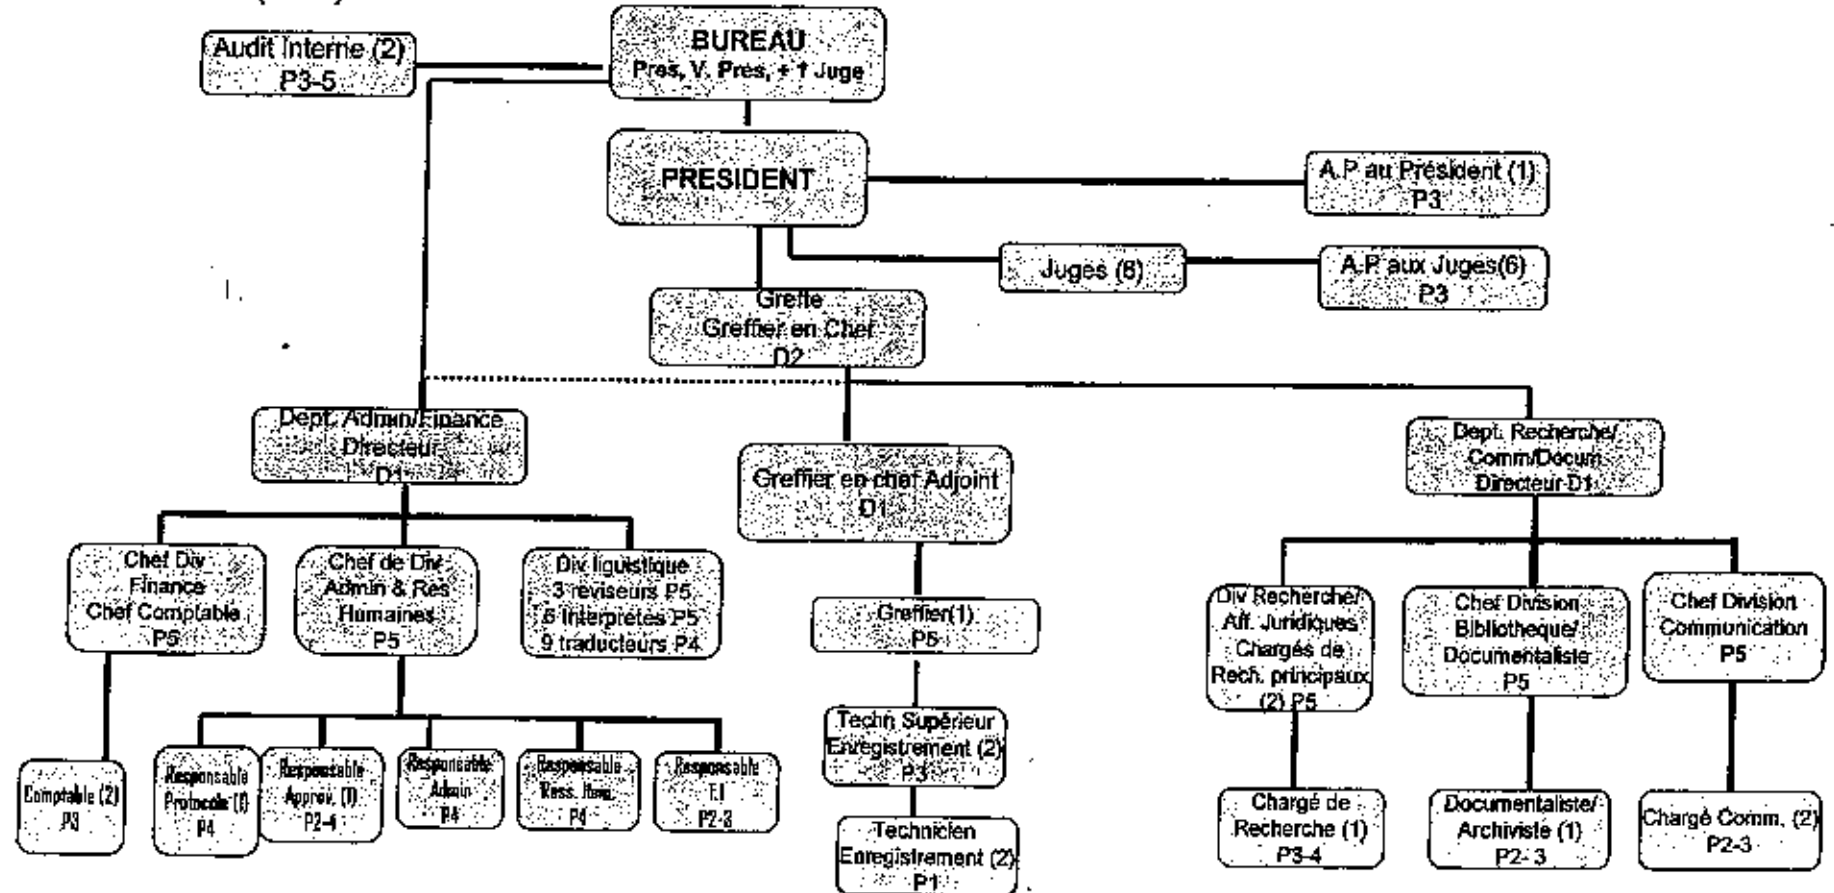 Audit Interne (2)
P3-5
BUREAU
Pres, V. Pres, + 1 Juge
PRESIDENT
A.P au Président (1)
P3
Juges (6)
A.P. aux Juges(6)
P3
Greffe
Greffier en Chef
D2
Dept. Admin/Finance
Directeur
D1
Greffier en chef Adjoint
D1
Dept. Recherche/
Comm/Docum
Directeur D1
Chef Div
Finance
Chef Comptable
P5
Chef de Div
Admin & Res
Humaines
P5
Div liguistique
3 reviseurs P5
6 Interpretes P5
9 traducteurs P4
Greffier(1)
P5
Div Recherche/
Aff. Juridiques
Chargés de
Rech. principaux
(2) P5
Chef Division
Bibliotheque/
Documentaliste
P5
Chef Division
Communication
P5
Techn Supérieur
Enregistrement (2)
P3
Comptable (2)
P3
Responsable
Protocole (1)
P4
Responsable
Approv. (1)
P2-4
Responsable
Admin
P4
Responsable
Ress. Hum.
P4
Responsable
T.I
P2-3
Technicien
Enregistrement (2)
P1
Chargé de
Recherche (1)
P3-4
Documentaliste/
Archiviste (1)
P2-3
Chargé Comm. (2)
P2-3